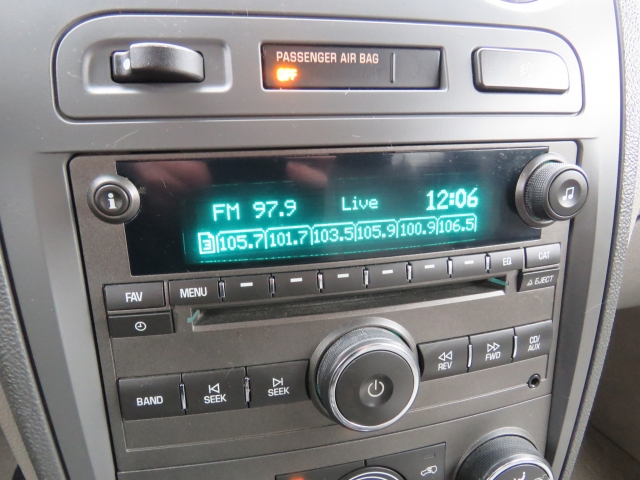 PASSENGER AIR BAG
OFF
i
FM 97.9 Live 12:06
3 105.7 101.7 103.5 105.9 100.9 106.5
FAV MENU EQ CAT
EJECT
BAND SEEK SEEK REV FWD CD/
AUX